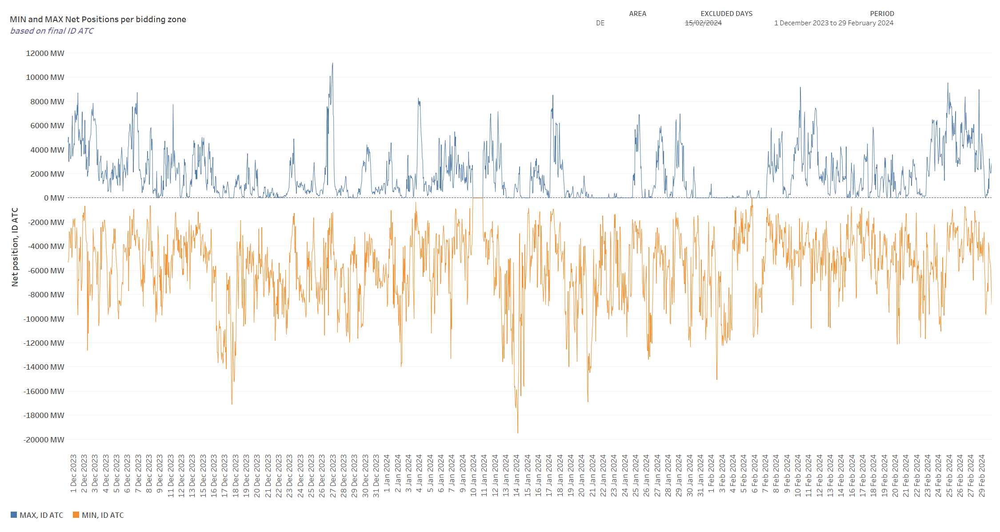 MIN and MAX Net Positions per bidding zone
based on final ID ATC
AREA
EXCLUDED DAYS
PERIOD
DE
15/02/2024
1 December 2023 to 29 February 2024
12000 MW
10000 MW
8000 MW
6000 MW
4000 MW
2000 MW
0 MW
-2000 MW
-4000 MW
-6000 MW
-8000 MW
-10000 MW
-12000 MW
-14000 MW
-16000 MW
-18000 MW
-20000 MW
Net position, ID ATC
1 Dec 2023
2 Dec 2023
3 Dec 2023
4 Dec 2023
5 Dec 2023
6 Dec 2023
7 Dec 2023
8 Dec 2023
9 Dec 2023
11 Dec 2023
12 Dec 2023
13 Dec 2023
15 Dec 2023
16 Dec 2023
17 Dec 2023
18 Dec 2023
19 Dec 2023
20 Dec 2023
21 Dec 2023
22 Dec 2023
23 Dec 2023
24 Dec 2023
25 Dec 2023
26 Dec 2023
27 Dec 2023
28 Dec 2023
29 Dec 2023
30 Dec 2023
31 Dec 2023
1 Jan 2024
2 Jan 2024
3 Jan 2024
4 Jan 2024
5 Jan 2024
6 Jan 2024
7 Jan 2024
9 Jan 2024
10 Jan 2024
11 Jan 2024
12 Jan 2024
13 Jan 2024
14 Jan 2024
15 Jan 2024
16 Jan 2024
17 Jan 2024
18 Jan 2024
19 Jan 2024
20 Jan 2024
21 Jan 2024
22 Jan 2024
23 Jan 2024
24 Jan 2024
25 Jan 2024
26 Jan 2024
27 Jan 2024
28 Jan 2024
29 Jan 2024
30 Jan 2024
31 Jan 2024
1 Feb 2024
3 Feb 2024
4 Feb 2024
5 Feb 2024
6 Feb 2024
7 Feb 2024
8 Feb 2024
9 Feb 2024
10 Feb 2024
11 Feb 2024
12 Feb 2024
13 Feb 2024
14 Feb 2024
16 Feb 2024
17 Feb 2024
18 Feb 2024
19 Feb 2024
20 Feb 2024
21 Feb 2024
22 Feb 2024
23 Feb 2024
24 Feb 2024
25 Feb 2024
26 Feb 2024
27 Feb 2024
29 Feb 2024
MAX, ID ATC
MIN, ID ATC